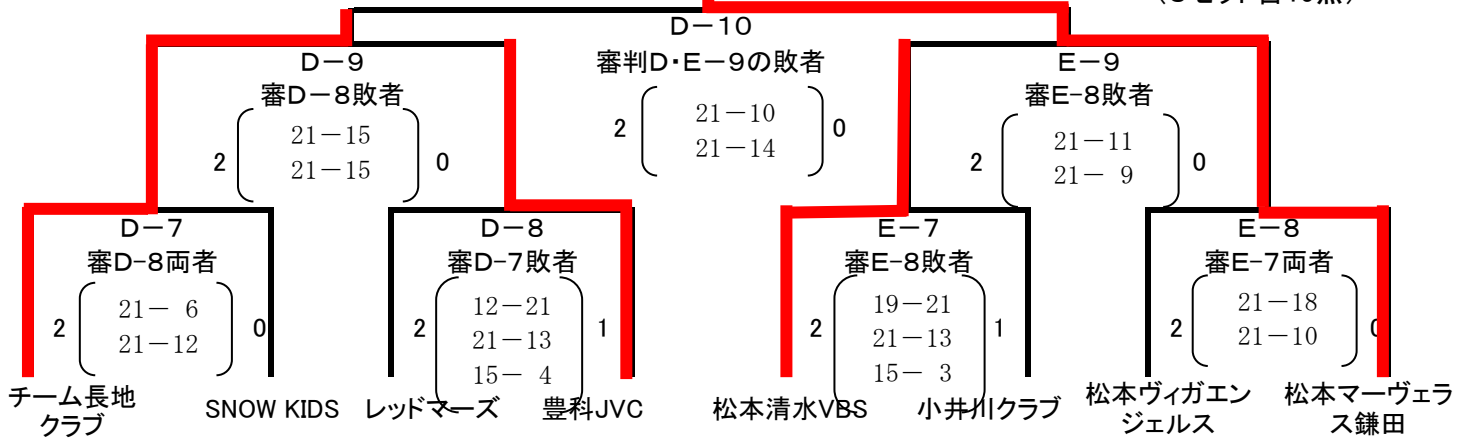 D－10
審判D・E－9の敗者
2 21－10 0
21－14
D－9
審D－8敗者
2 21－15 0
21－15
E－9
審E-8敗者
2 21－11 0
21－ 9
D－7
審D-8両者
2 21－ 6 0
21－12
D－8
審D-7敗者
2 12－21 1
21－13
15－ 4
E－7
審E-8敗者
2 19－21 1
21－13
15－ 3
E－8
審E-7両者
2 21－18 0
21－10
チーム長地
クラブ
SNOW KIDS
レッドマーズ
豊科JVC
松本清水VBS
小井川クラブ
松本ヴィガエン
ジェルス
松本マーヴェラ
ス鎌田